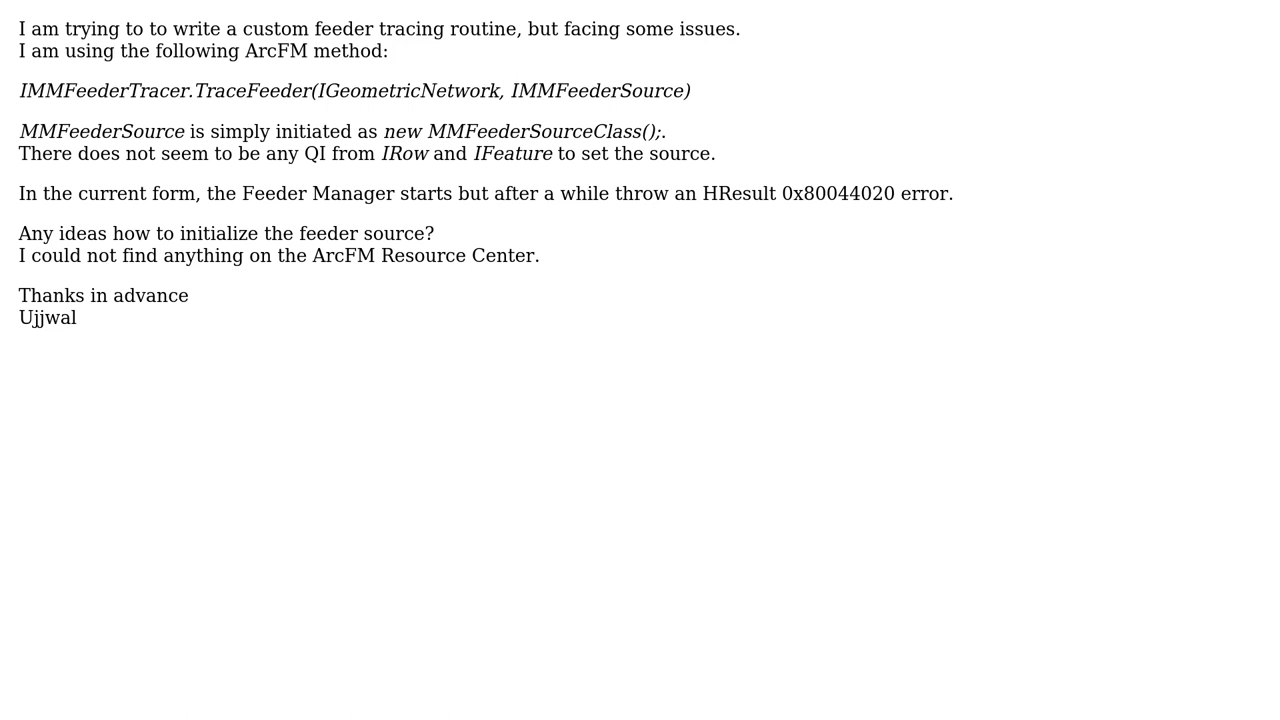 I am trying to to write a custom feeder tracing routine, but facing some issues.
I am using the following ArcFM method:
IMMFeederTracer.TraceFeeder(IGeometricNetwork, IMMFeederSource)
MMFeederSource is simply initiated as new MMFeederSourceClass();.
There does not seem to be any QI from IRow and IFeature to set the source.
In the current form, the Feeder Manager starts but after a while throw an HResult 0x80044020 error.
Any ideas how to initialize the feeder source?
I could not find anything on the ArcFM Resource Center.
Thanks in advance
Ujjwal